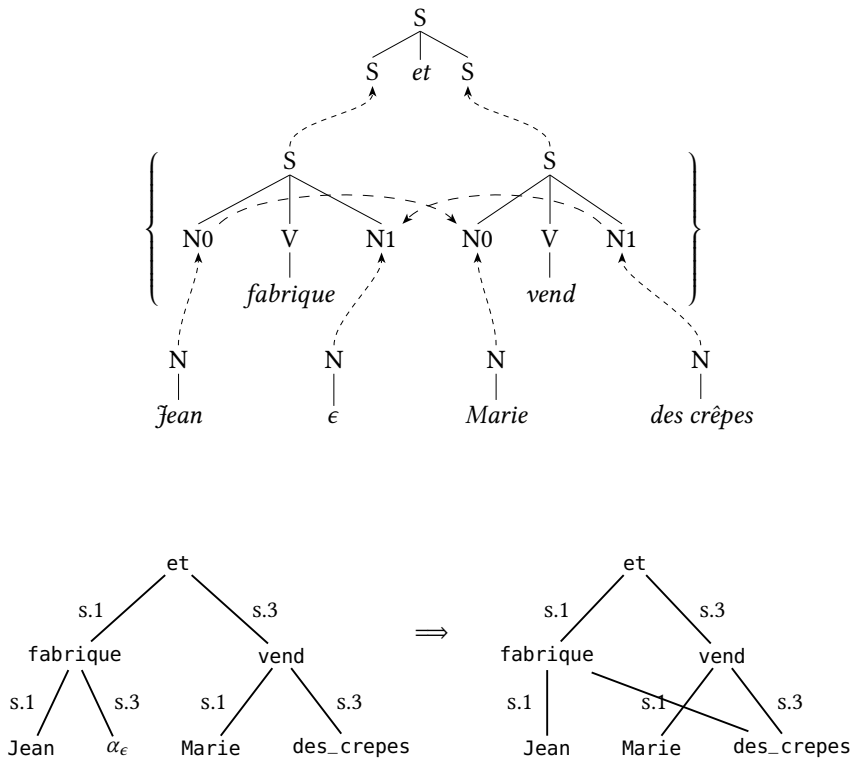 S
S et S
S S
N0 V N1 N0 V N1
fabrique vend
N N N N
Jean ϵ Marie des crêpes
et et
s.1 s.3 ⟹ s.1 s.3
fabrique vend fabrique vend
s.1 s.3 s.1 s.3 s.1 s.1 s.3
Jean αϵ Marie des_crepes Jean Marie des_crepes